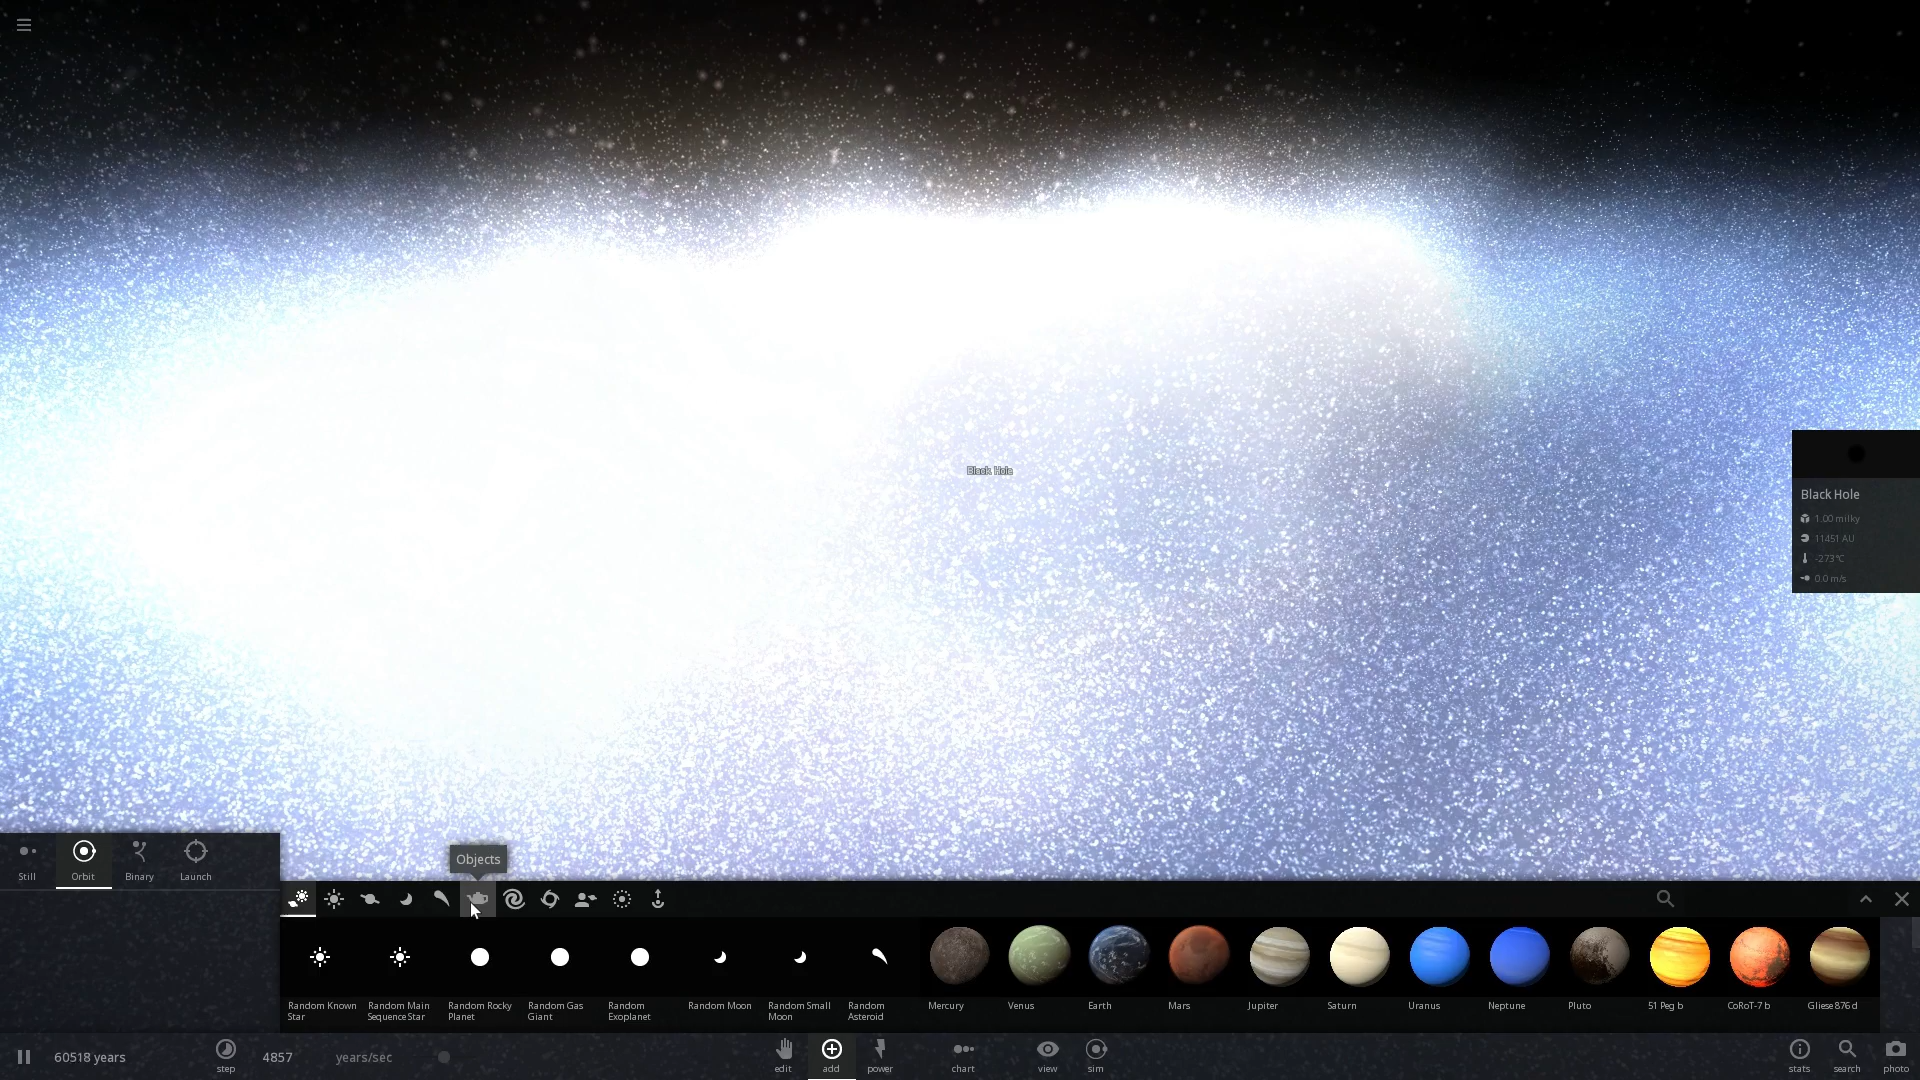 Black Hole
Black Hole
1.00 milky
11451 AU
-273°C
0.0 m/s
Still
Orbit
Binary
Launch
Objects
Random Known
Star
Random Main
Sequence Star
Random Rocky
Planet
Random Gas
Giant
Random
Exoplanet
Random Moon
Random Small
Moon
Random
Asteroid
Mercury
Venus
Earth
Mars
Jupiter
Saturn
Uranus
Neptune
Pluto
51 Peg b
CoRoT-7 b
Gliese 876 d
60518 years
step
4857
years/sec
edit
add
power
chart
view
sim
stats
search
photo